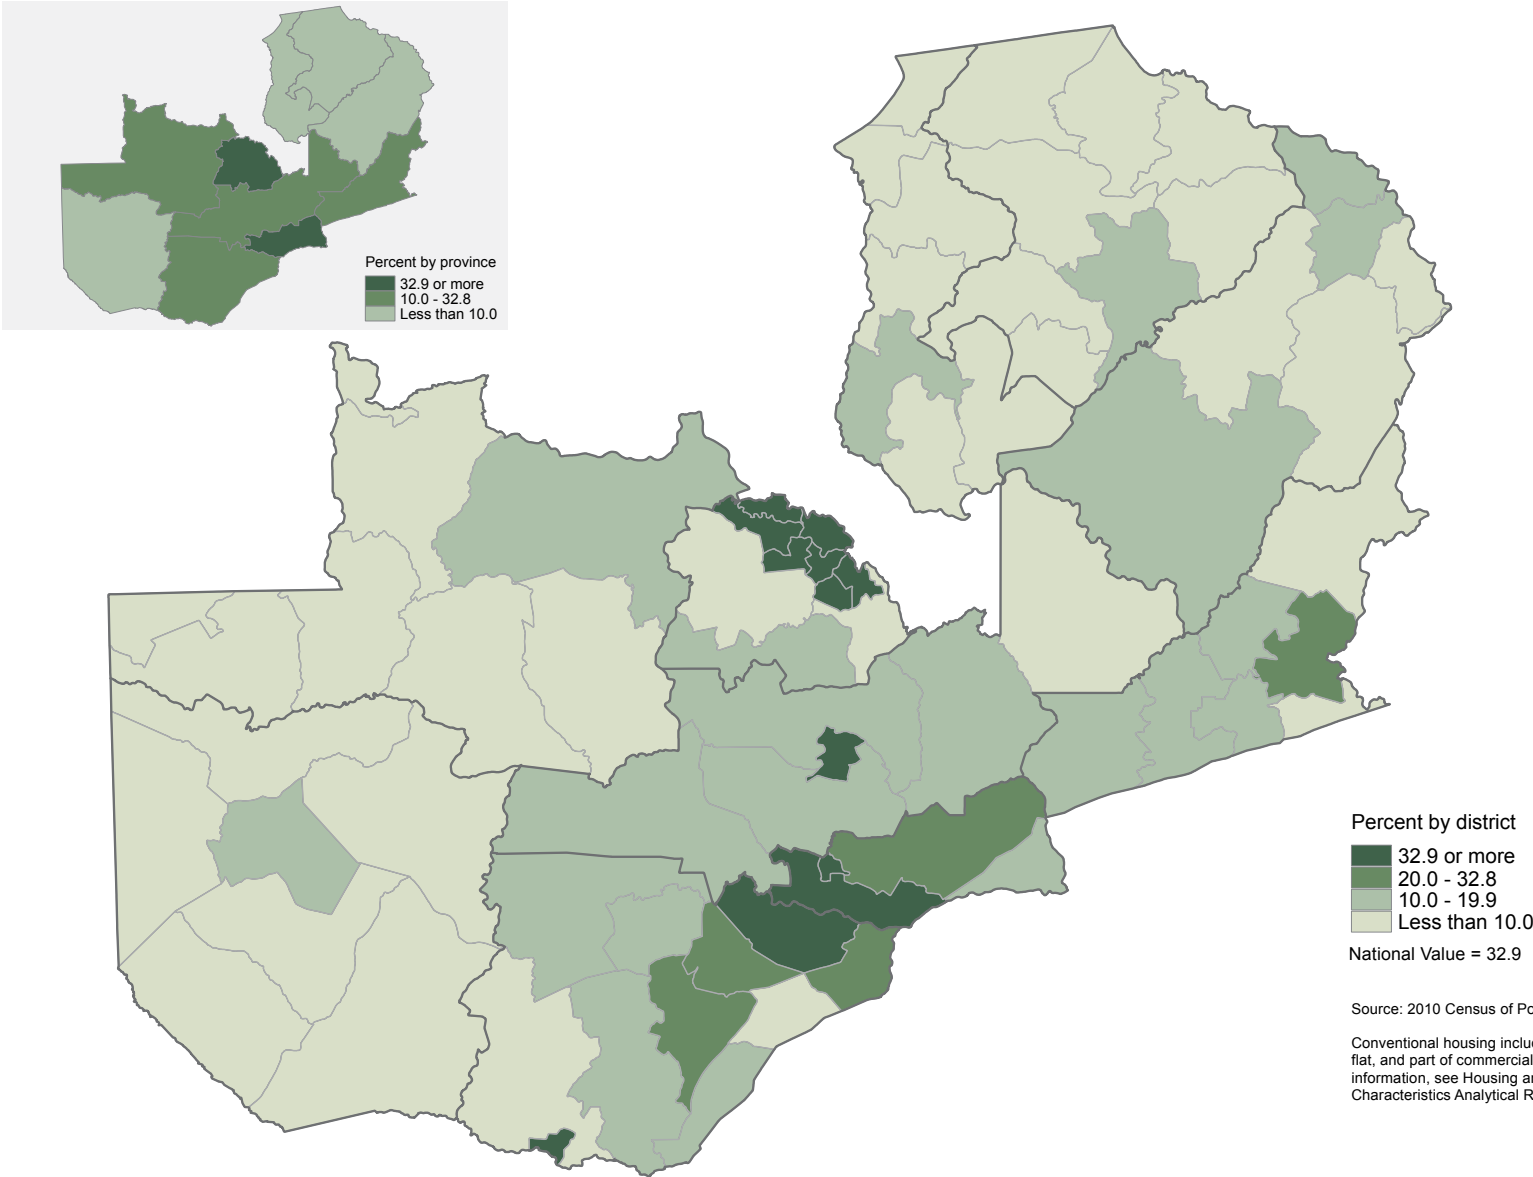 Percent by province
32.9 or more
10.0 - 32.8
Less than 10.0
Percent by district
32.9 or more
20.0 - 32.8
10.0 - 19.9
Less than 10.0
National Value = 32.9
Source: 2010 Census of Po
Conventional housing inclu
flat, and part of commercial
information, see Housing a
Characteristics Analytical R